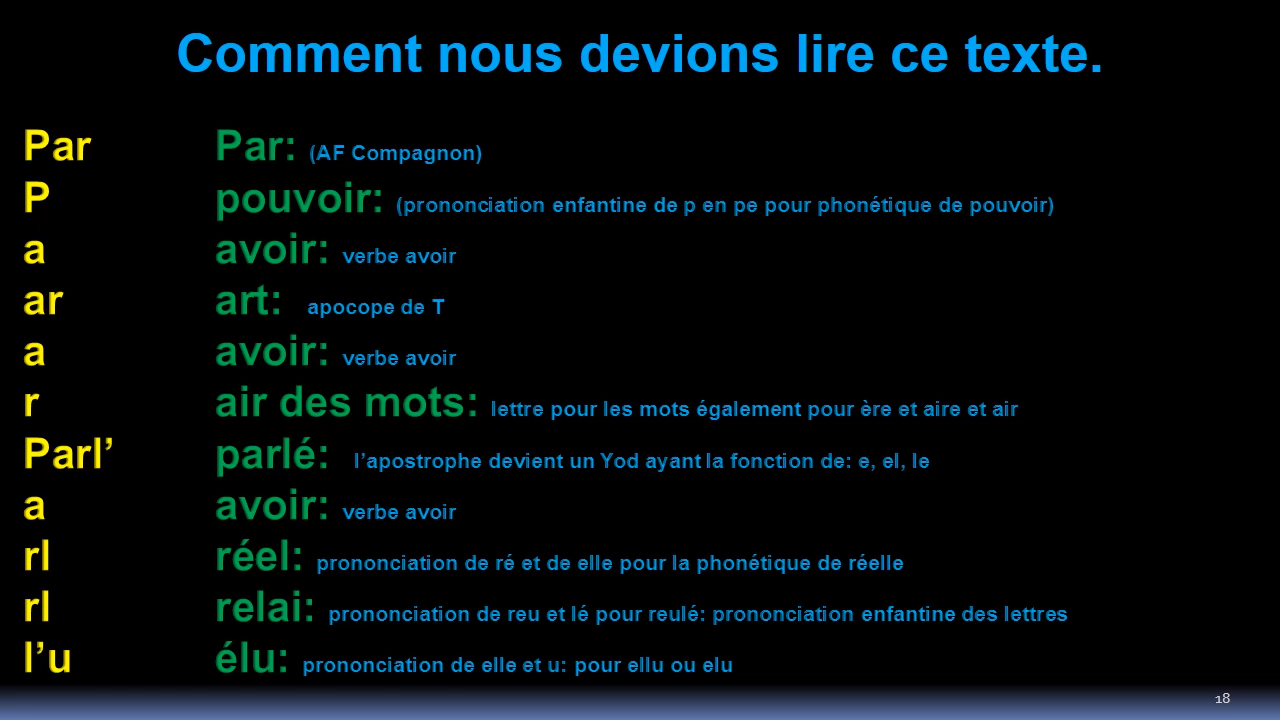 Comment nous devions lire ce texte.
Par Par: (AF Compagnon)
P pouvoir: (prononciation enfantine de p en pe pour phonétique de pouvoir)
a avoir: verbe avoir
ar art: apocope de T
a avoir: verbe avoir
r air des mots: lettre pour les mots également pour ère et aire et air
Parl’ parlé: l’apostrophe devient un Yod ayant la fonction de: e, el, le
a avoir: verbe avoir
rl réel: prononciation de ré et de elle pour la phonétique de réelle
rl relai: prononciation de reu et lé pour reulé: prononciation enfantine des lettres
l’u élu: prononciation de elle et u: pour ellu ou elu
18